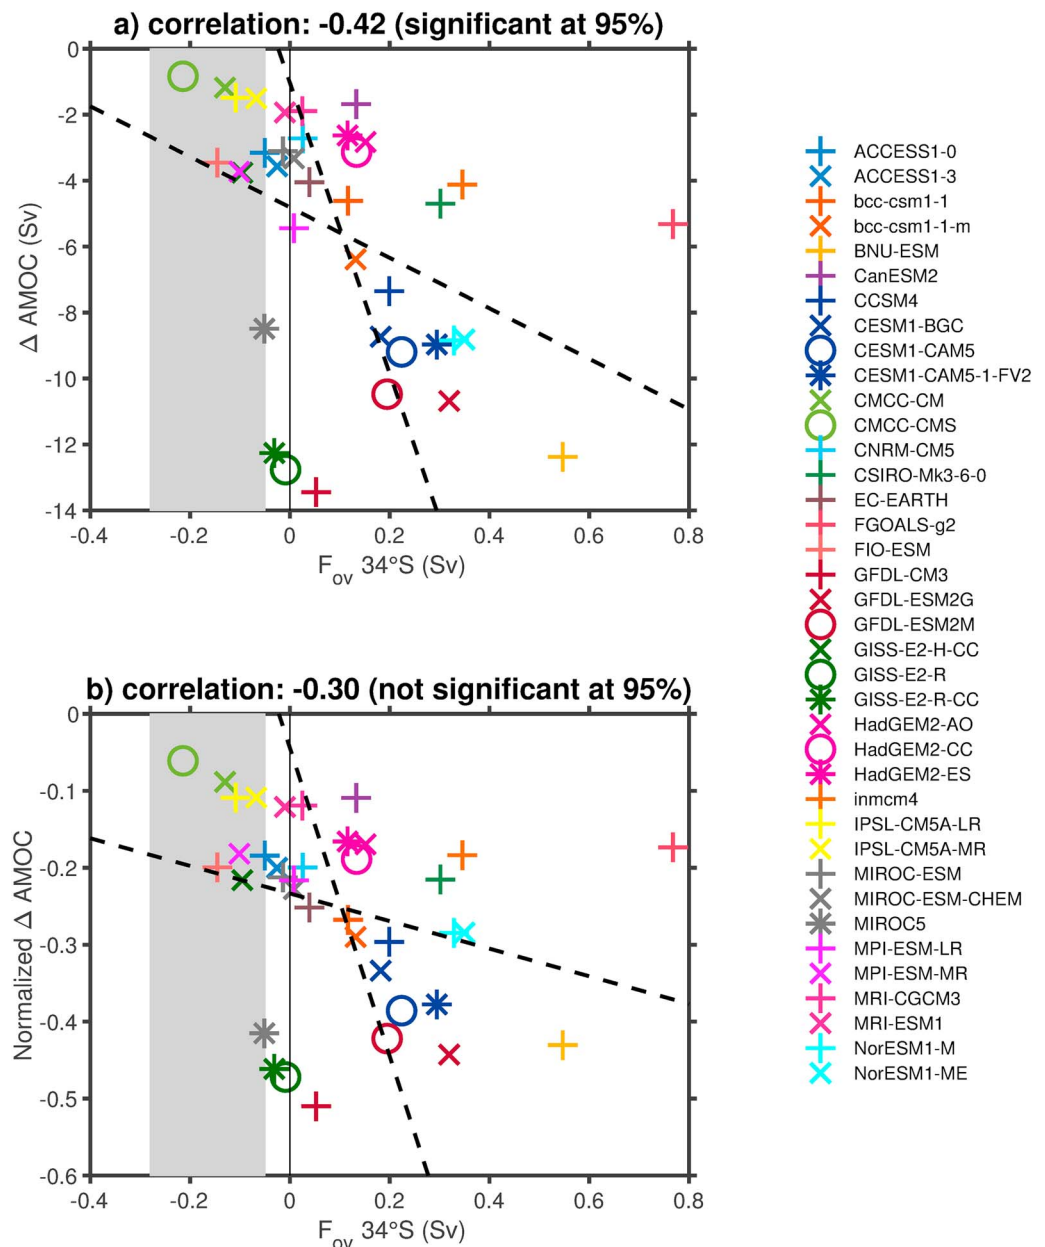 a) correlation: -0.42 (significant at 95%)
0
-2
-4
-6
-8
-10
-12
-14
Δ AMOC (Sv)
-0.4 -0.2 0 0.2 0.4 0.6 0.8
Fov 34°S (Sv)
b) correlation: -0.30 (not significant at 95%)
0
-0.1
-0.2
-0.3
-0.4
-0.5
-0.6
Normalized Δ AMOC
-0.4 -0.2 0 0.2 0.4 0.6 0.8
Fov 34°S (Sv)
ACCESS1-0
ACCESS1-3
bcc-csm1-1
bcc-csm1-1-m
BNU-ESM
CanESM2
CCSM4
CESM1-BGC
CESM1-CAM5
CESM1-CAM5-1-FV2
CMCC-CM
CMCC-CMS
CNRM-CM5
CSIRO-Mk3-6-0
EC-EARTH
FGOALS-g2
FIO-ESM
GFDL-CM3
GFDL-ESM2G
GFDL-ESM2M
GISS-E2-H-CC
GISS-E2-R
GISS-E2-R-CC
HadGEM2-AO
HadGEM2-CC
HadGEM2-ES
inmcm4
IPSL-CM5A-LR
IPSL-CM5A-MR
MIROC-ESM
MIROC-ESM-CHEM
MIROC5
MPI-ESM-LR
MPI-ESM-MR
MRI-CGCM3
MRI-ESM1
NorESM1-M
NorESM1-ME